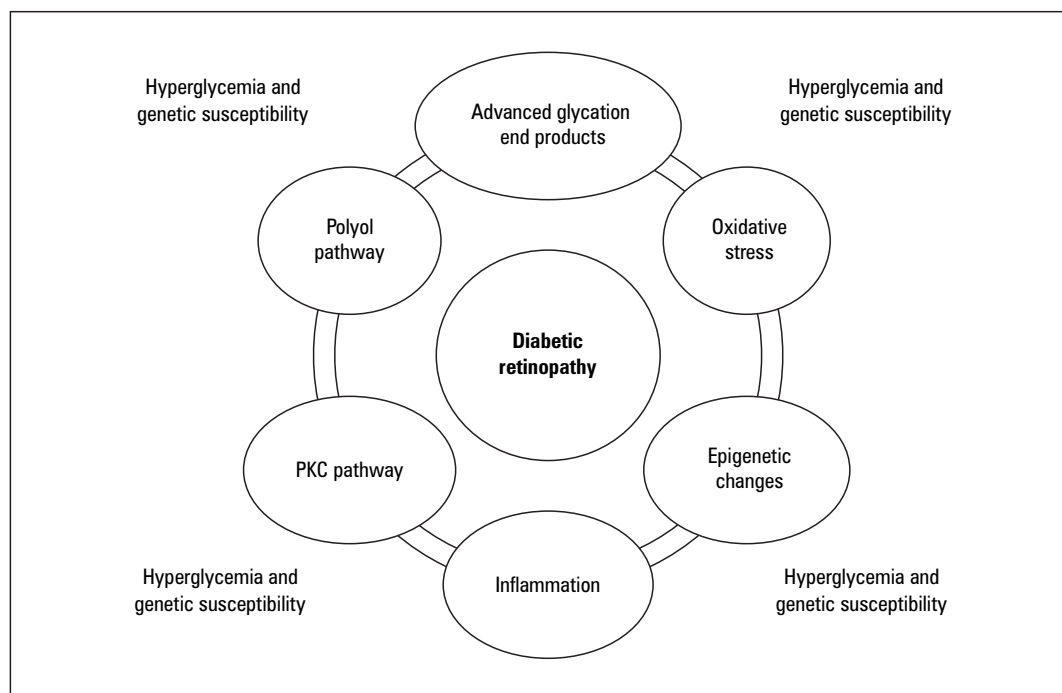 Hyperglycemia and
genetic susceptibility
Advanced glycation
end products
Hyperglycemia and
genetic susceptibility
Polyol
pathway
Oxidative
stress
Diabetic
retinopathy
PKC pathway
Epigenetic
changes
Inflammation
Hyperglycemia and
genetic susceptibility
Hyperglycemia and
genetic susceptibility